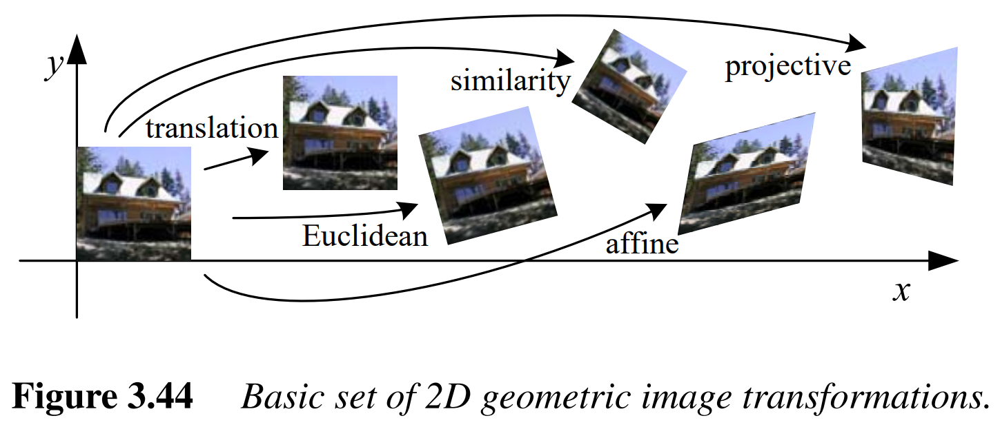 y
similarity
projective
translation
Euclidean
affine
x
Figure 3.44 Basic set of 2D geometric image transformations.